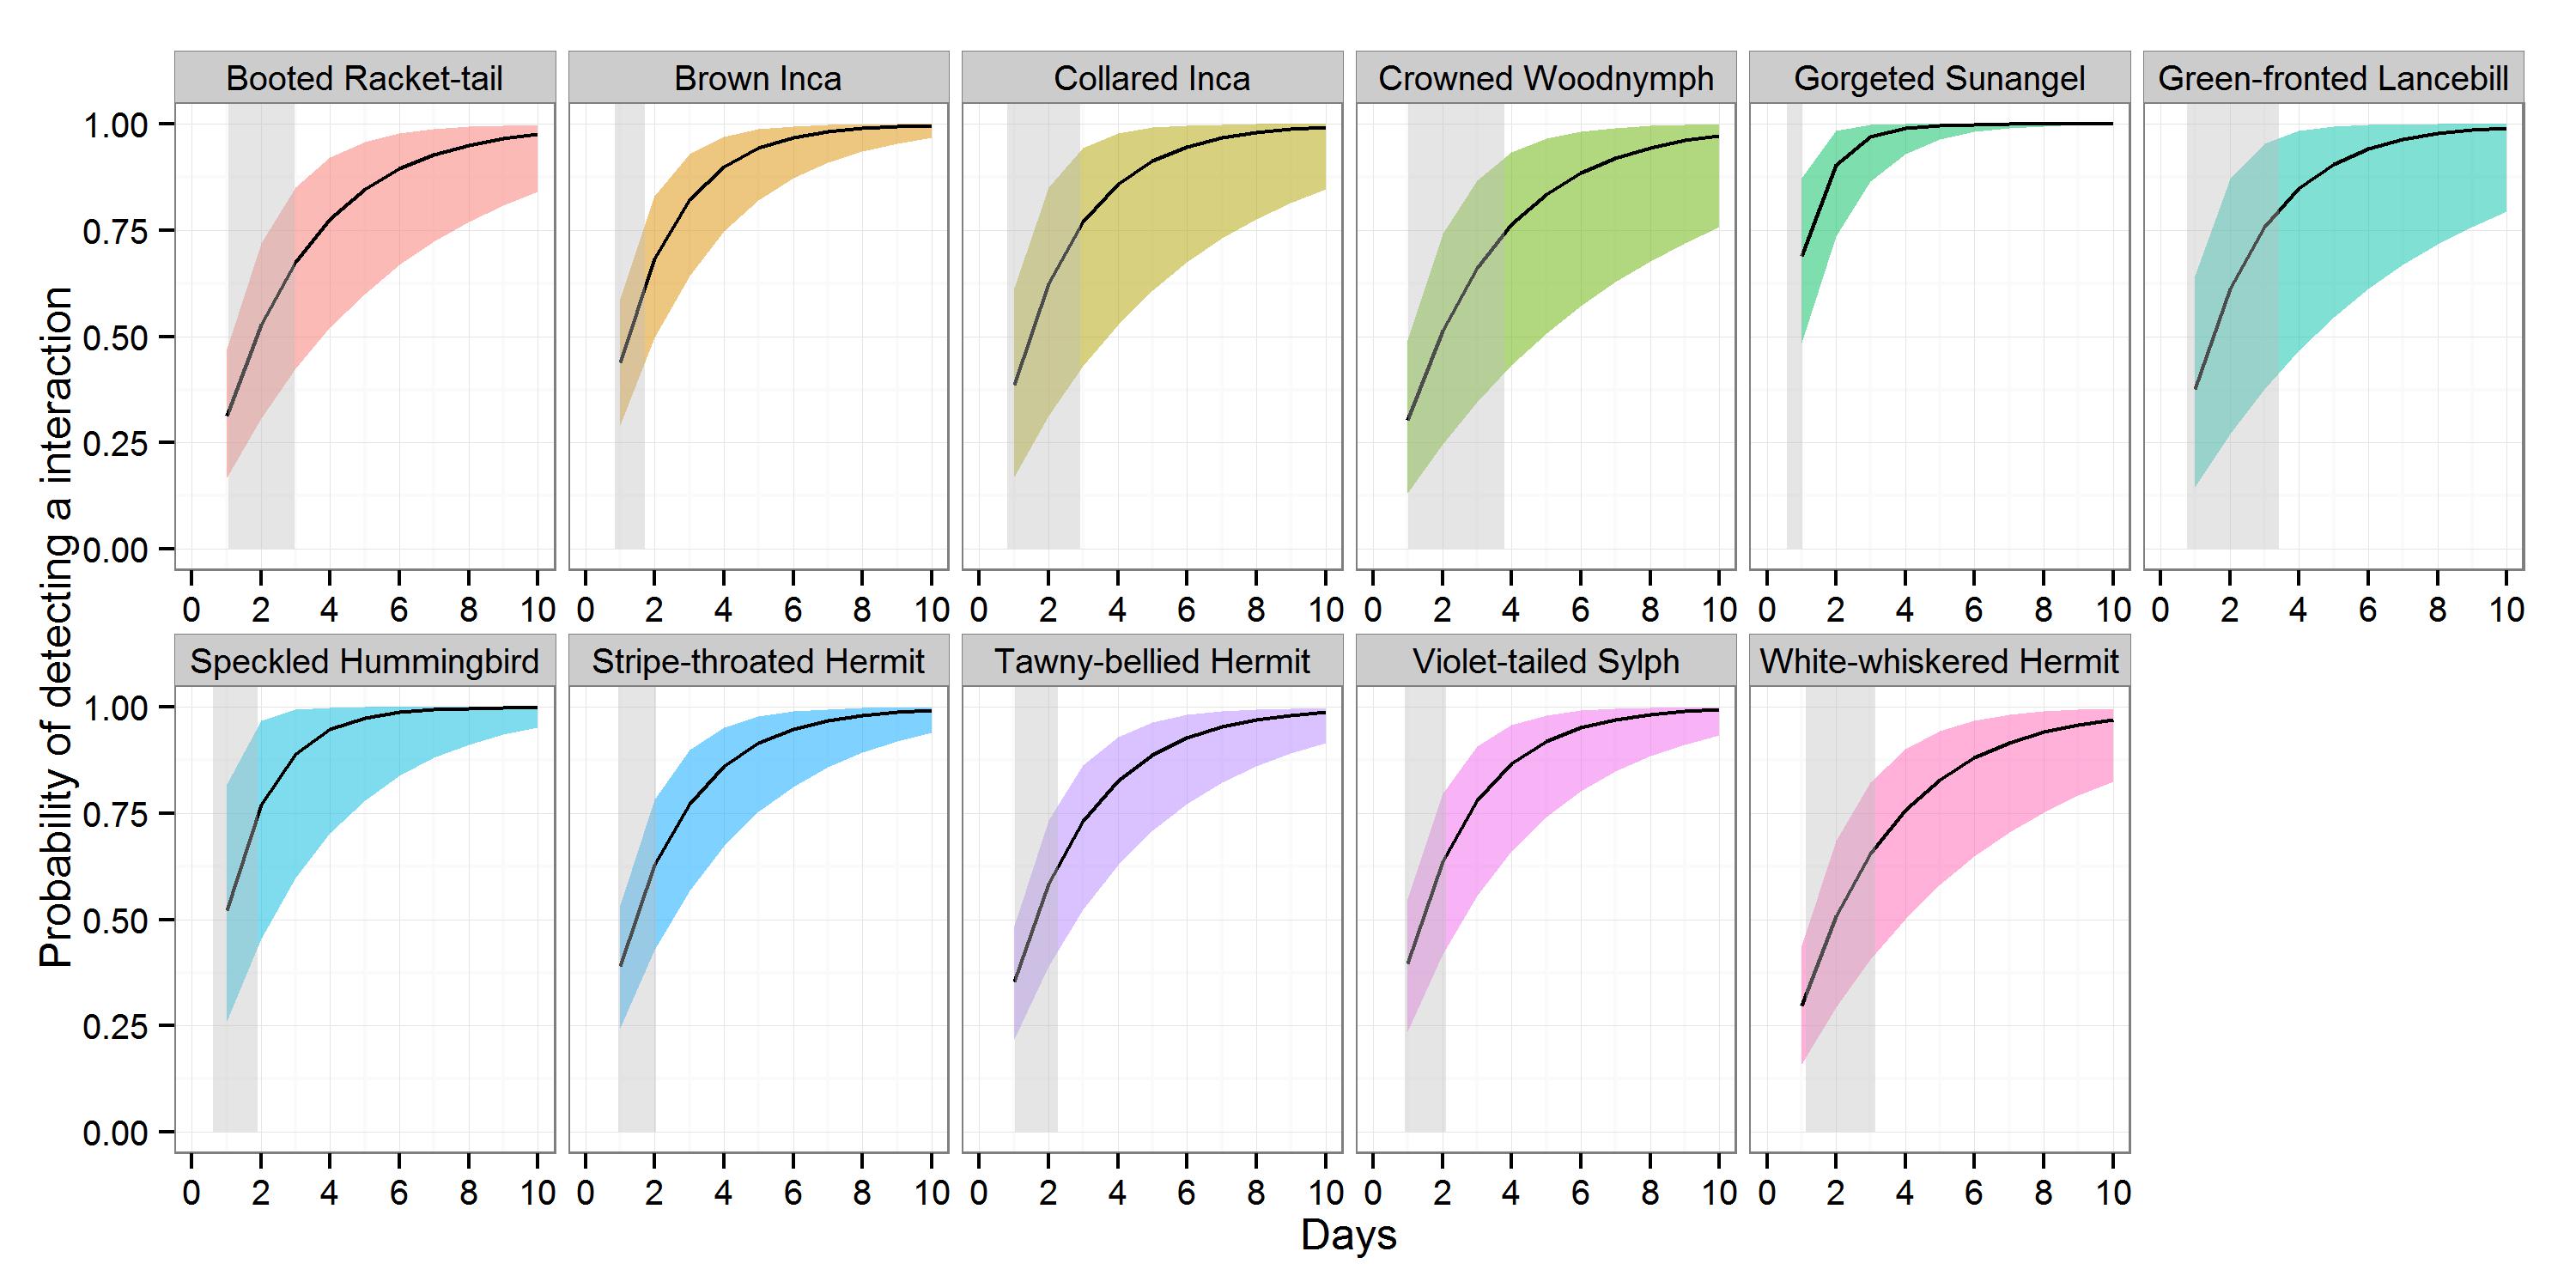 Booted Racket-tail Brown Inca Collared Inca Crowned Woodnymph Gorgeted Sunangel Green-fronted Lancebill
1.00
0.75
0.50
0.25
0.00
0 2 4 6 8 10 0 2 4 6 8 10 0 2 4 6 8 10 0 2 4 6 8 10 0 2 4 6 8 10 0 2 4 6 8 10
Probability of detecting a interaction
Speckled Hummingbird Stripe-throated Hermit Tawny-bellied Hermit Violet-tailed Sylph White-whiskered Hermit
1.00
0.75
0.50
0.25
0.00
0 2 4 6 8 10 0 2 4 6 8 10 0 2 4 6 8 10 0 2 4 6 8 10 0 2 4 6 8 10
Days